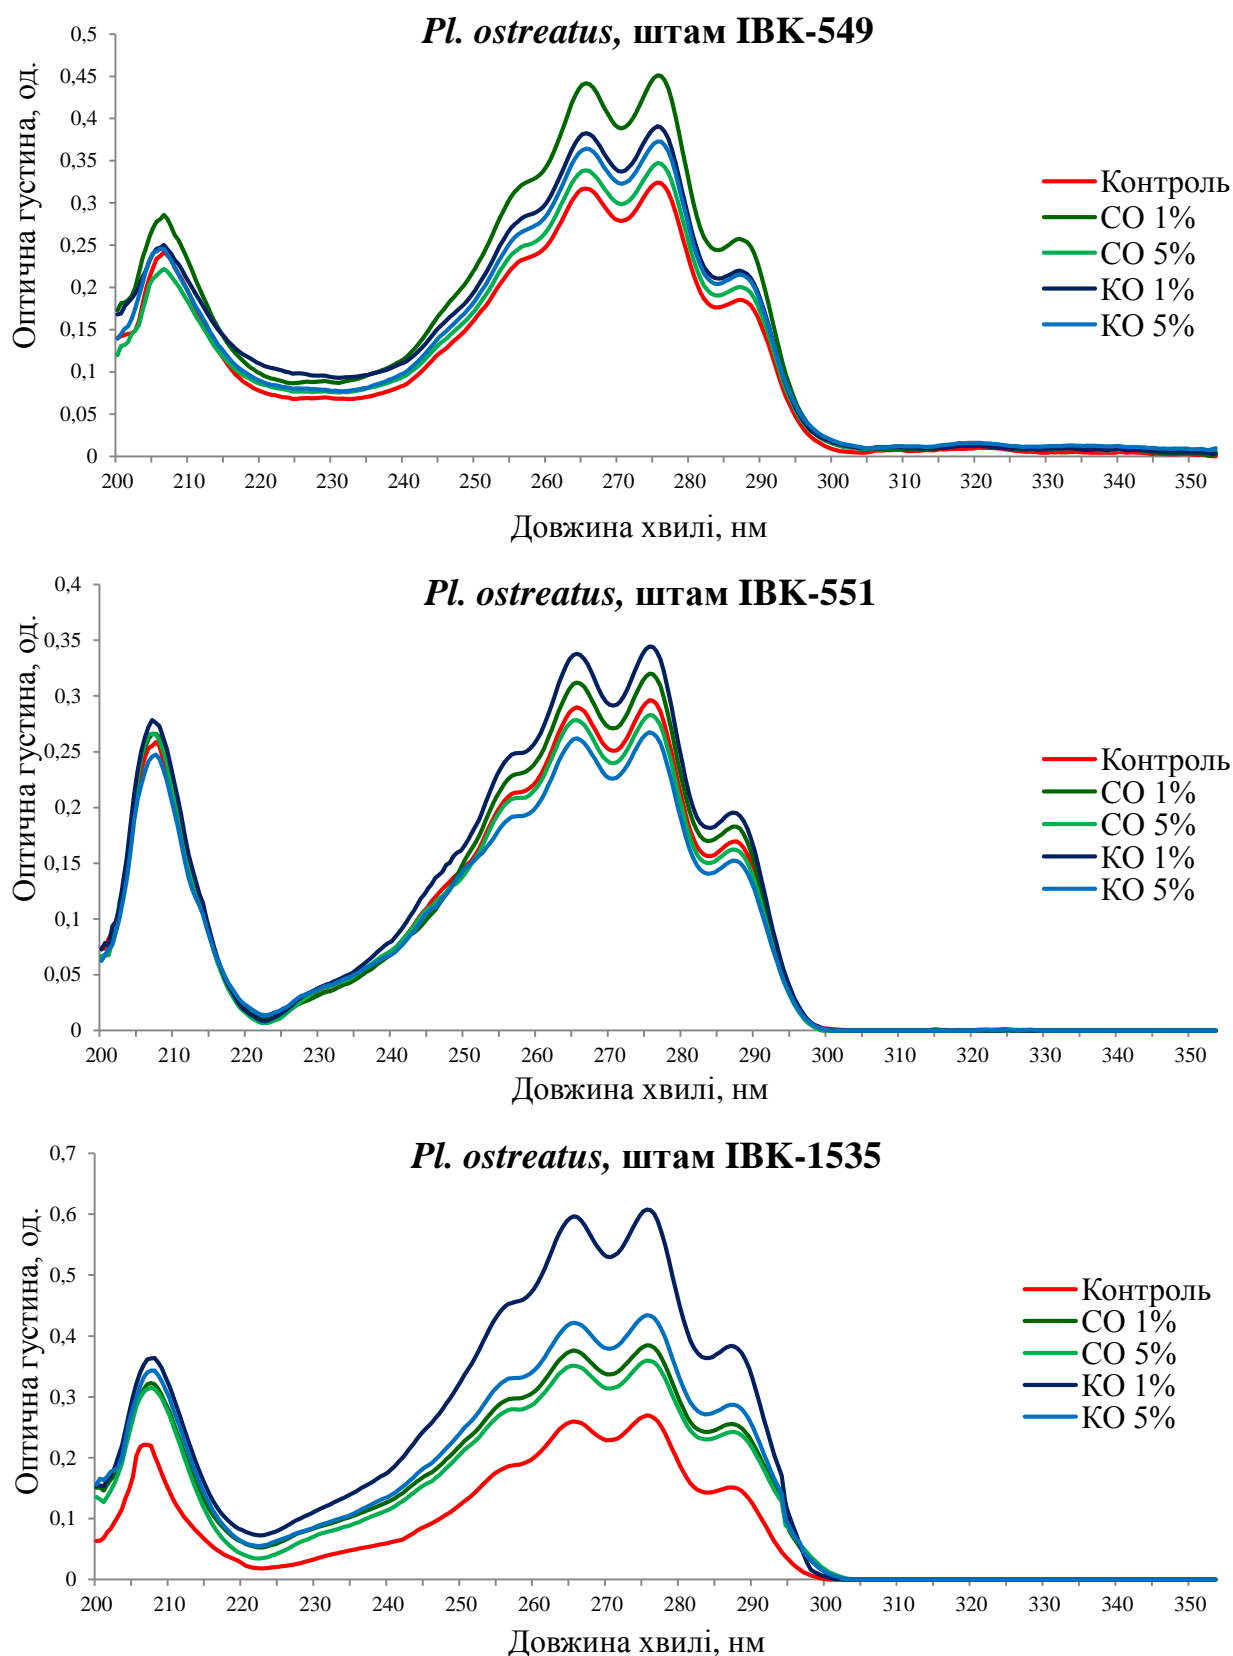 Pl. ostreatus, штам IBK-549
Оптична густина, од.
0,5
0,45
0,4
0,35
0,3
0,25
0,2
0,15
0,1
0,05
0
200 210 220 230 240 250 260 270 280 290 300 310 320 330 340 350
Довжина хвилі, нм
Контроль
СО 1%
СО 5%
КО 1%
КО 5%
Pl. ostreatus, штам IBK-551
Оптична густина, од.
0,4
0,35
0,3
0,25
0,2
0,15
0,1
0,05
0
200 210 220 230 240 250 260 270 280 290 300 310 320 330 340 350
Довжина хвилі, нм
Контроль
СО 1%
СО 5%
КО 1%
КО 5%
Pl. ostreatus, штам IBK-1535
Оптична густина, од.
0,7
0,6
0,5
0,4
0,3
0,2
0,1
0
200 210 220 230 240 250 260 270 280 290 300 310 320 330 340 350
Довжина хвилі, нм
Контроль
СО 1%
СО 5%
КО 1%
КО 5%